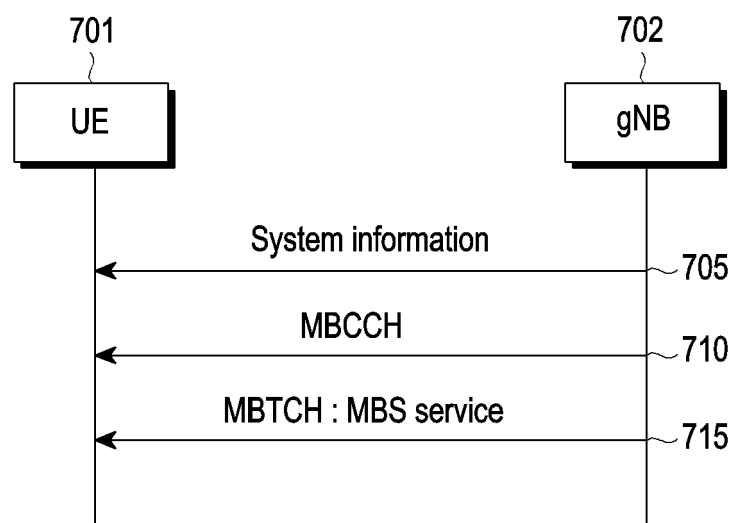 701
702
UE
gNB
System information
705
MBCCH
710
MBTCH : MBS service
715